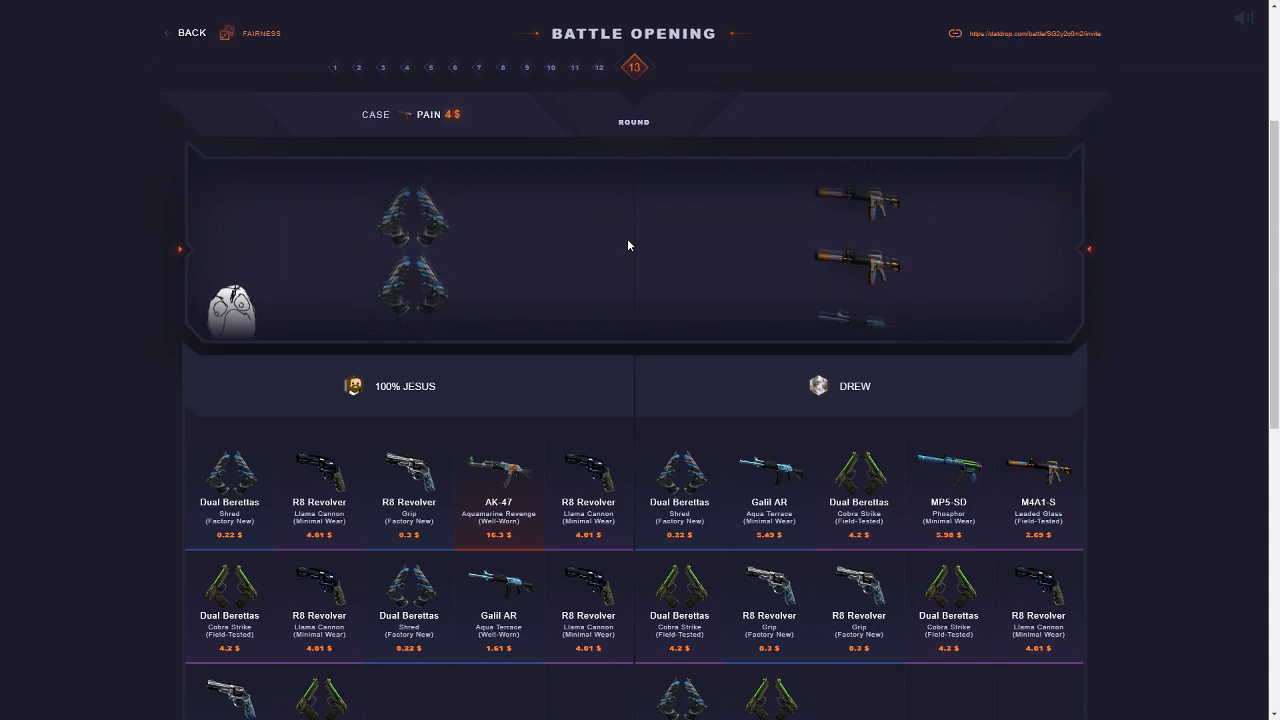 BACK
FAIRNESS
BATTLE OPENING
https://datdrop.com/battle/SG2y2c6m2/invite
1 2 3 4 5 6 7 8 9 10 11 12 13
CASE PAIN 4 $
ROUND
100% JESUS
DREW
Dual Berettas R8 Revolver R8 Revolver AK-47 R8 Revolver Dual Berettas Galil AR Dual Berettas MP5-SD M4A1-S
Shred Llama Cannon Grip Aquamarine Revenge Llama Cannon Shred Aqua Terrace Cobra Strike Phosphor Leaded Glass
(Factory New) (Minimal Wear) (Factory New) (Well-Worn) (Minimal Wear) (Factory New) (Minimal Wear) (Field-Tested) (Minimal Wear) (Field-Tested)
0.22 $ 4.01 $ 0.3 $ 16.3 $ 4.01 $ 0.22 $ 5.49 $ 4.2 $ 5.98 $ 2.69 $
Dual Berettas R8 Revolver Dual Berettas Galil AR R8 Revolver Dual Berettas R8 Revolver R8 Revolver Dual Berettas R8 Revolver
Cobra Strike Llama Cannon Shred Aqua Terrace Llama Cannon Cobra Strike Grip Grip Cobra Strike Llama Cannon
(Field-Tested) (Minimal Wear) (Factory New) (Well-Worn) (Minimal Wear) (Field-Tested) (Factory New) (Factory New) (Field-Tested) (Minimal Wear)
4.2 $ 4.01 $ 0.22 $ 1.61 $ 4.01 $ 4.2 $ 0.3 $ 0.3 $ 4.2 $ 4.01 $